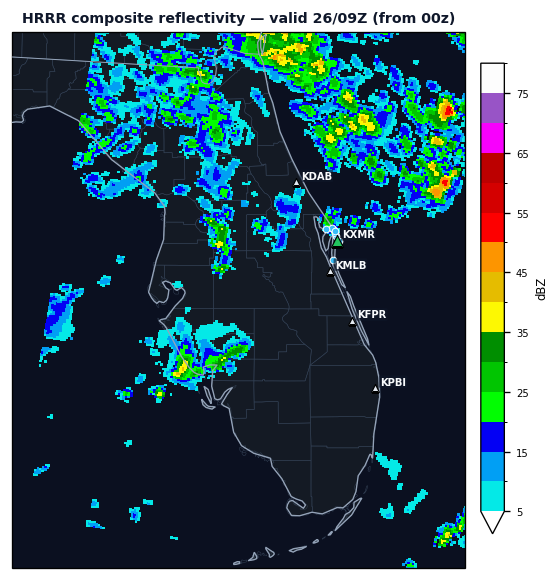 HRRR composite reflectivity — valid 26/09Z (from 00z)
KDAB
KXMR
KMLB
KFPR
KPBI
75
65
55
45
35
25
15
5
dBZ